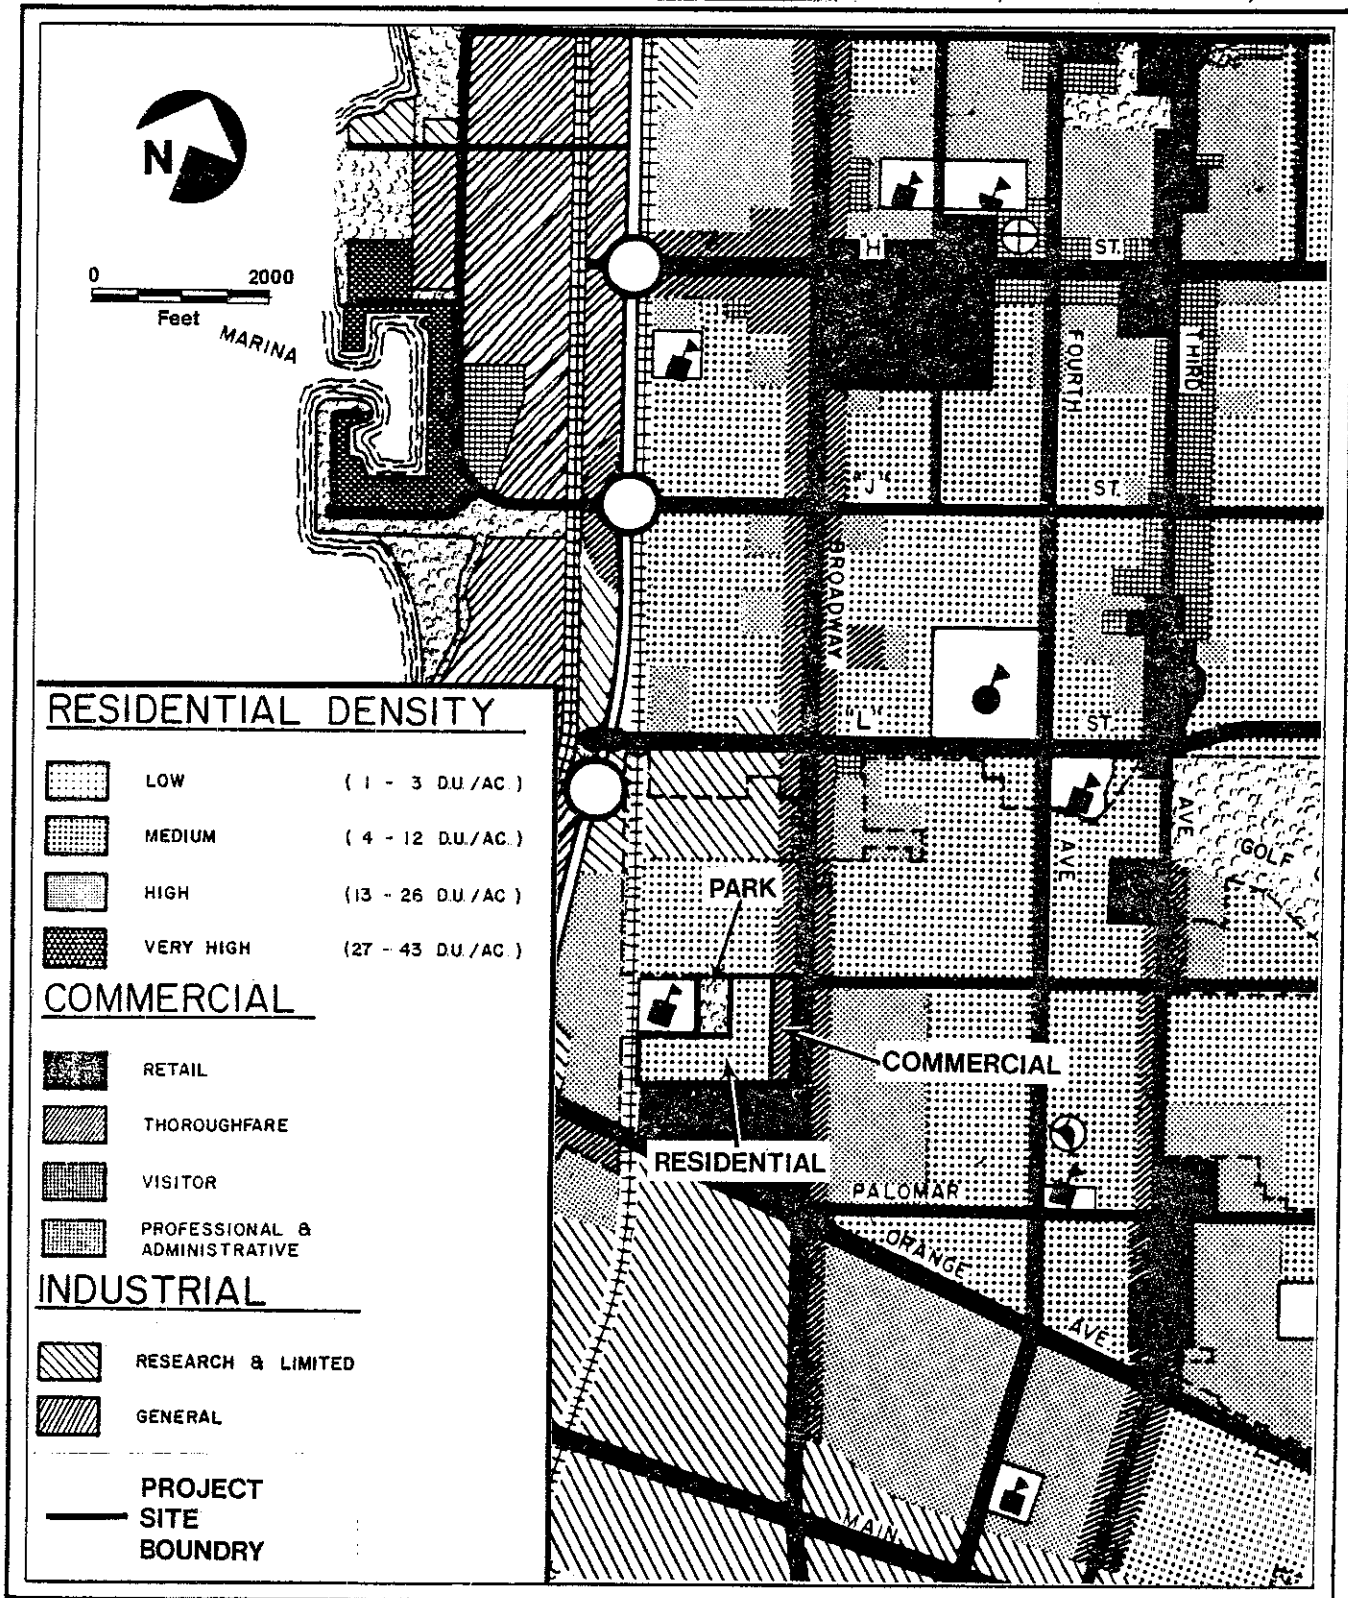 N
0 2000
Feet
MARINA
"H"
ST.
FOURTH
THIRD
"J"
ST.
BROADWAY
"L"
ST.
AVE
AVE
GOLF
PARK
COMMERCIAL
RESIDENTIAL
PALOMAR
ORANGE
AVE
MAIN
RESIDENTIAL DENSITY
LOW ( 1 - 3 D.U./AC.)
MEDIUM ( 4 - 12 D.U./AC.)
HIGH (13 - 26 D.U./AC.)
VERY HIGH (27 - 43 D.U./AC.)
COMMERCIAL
RETAIL
THOROUGHFARE
VISITOR
PROFESSIONAL &
ADMINISTRATIVE
INDUSTRIAL
RESEARCH & LIMITED
GENERAL
PROJECT
SITE
BOUNDRY